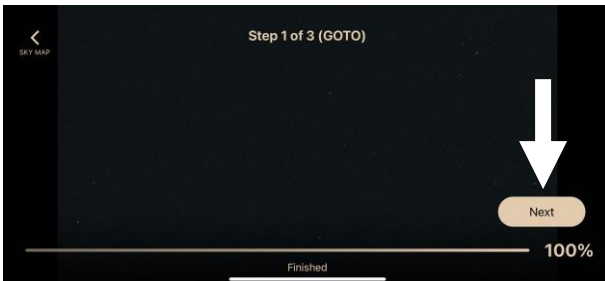 Step 1 of 3 (GOTO)
SKY MAP
Next
100%
Finished